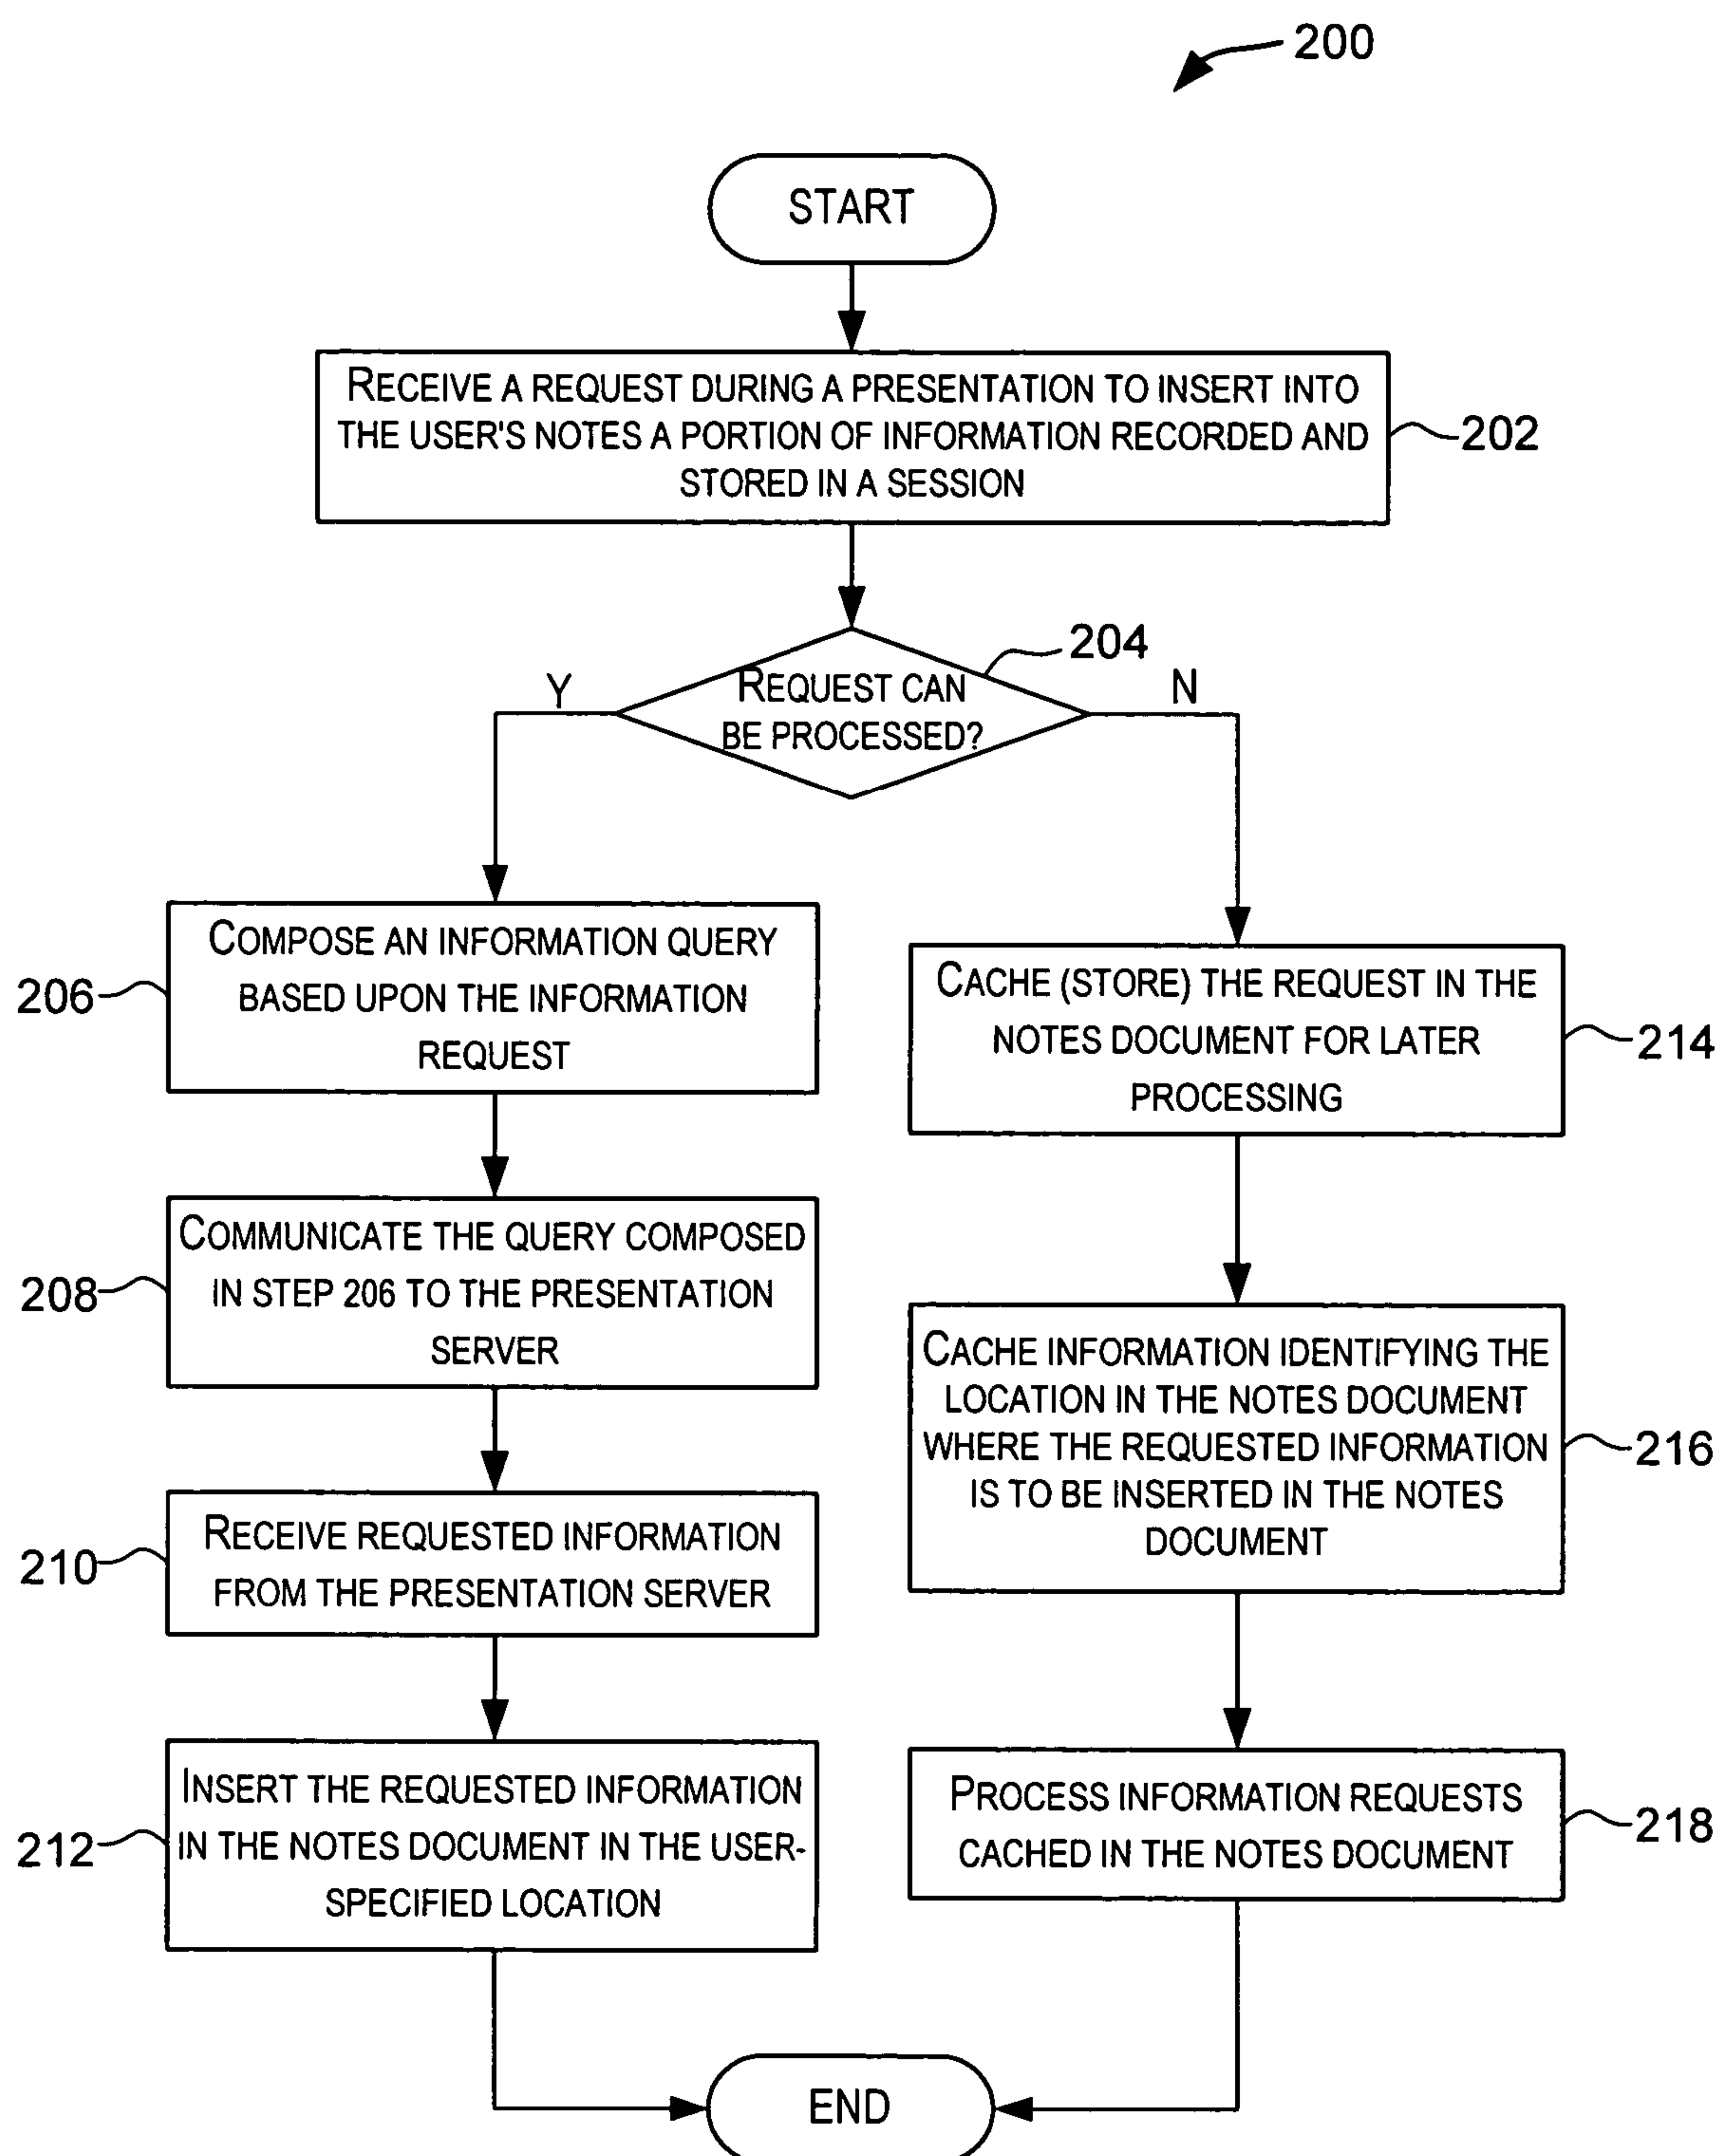 200
START
RECEIVE A REQUEST DURING A PRESENTATION TO INSERT INTO
THE USER'S NOTES A PORTION OF INFORMATION RECORDED AND
STORED IN A SESSION
202
204
REQUEST CAN
BE PROCESSED?
Y
N
COMPOSE AN INFORMATION QUERY
BASED UPON THE INFORMATION
REQUEST
206
COMMUNICATE THE QUERY COMPOSED
IN STEP 206 TO THE PRESENTATION
SERVER
208
RECEIVE REQUESTED INFORMATION
FROM THE PRESENTATION SERVER
210
INSERT THE REQUESTED INFORMATION
IN THE NOTES DOCUMENT IN THE USER-
SPECIFIED LOCATION
212
CACHE (STORE) THE REQUEST IN THE
NOTES DOCUMENT FOR LATER
PROCESSING
214
CACHE INFORMATION IDENTIFYING THE
LOCATION IN THE NOTES DOCUMENT
WHERE THE REQUESTED INFORMATION
IS TO BE INSERTED IN THE NOTES
DOCUMENT
216
PROCESS INFORMATION REQUESTS
CACHED IN THE NOTES DOCUMENT
218
END